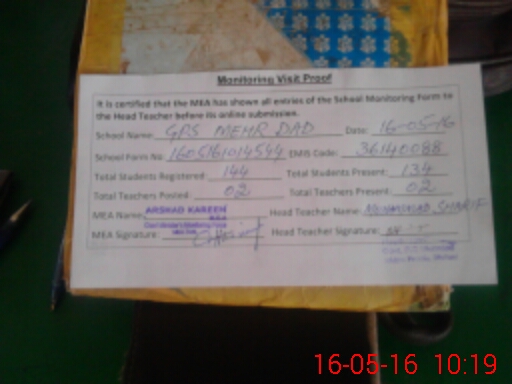 Monitoring Visit Proof
It is certified that the MEA has shown all entries of the School Monitoring Form to
the Head Teacher before its online submission.
School Name: GPS MEHR DAD Date: 16-05-16
School Form No: 1605161014544 EMIS Code: 36140088
Total Students Registered: 144 Total Students Present: 134
Total Teachers Posted: 02 Total Teachers Present: 02
MEA Name: ARSHAD KAREEM Head Teacher Name: MUHAMMAD SHARIF
MEA Signature: Head Teacher Signature:
16-05-16 10:19